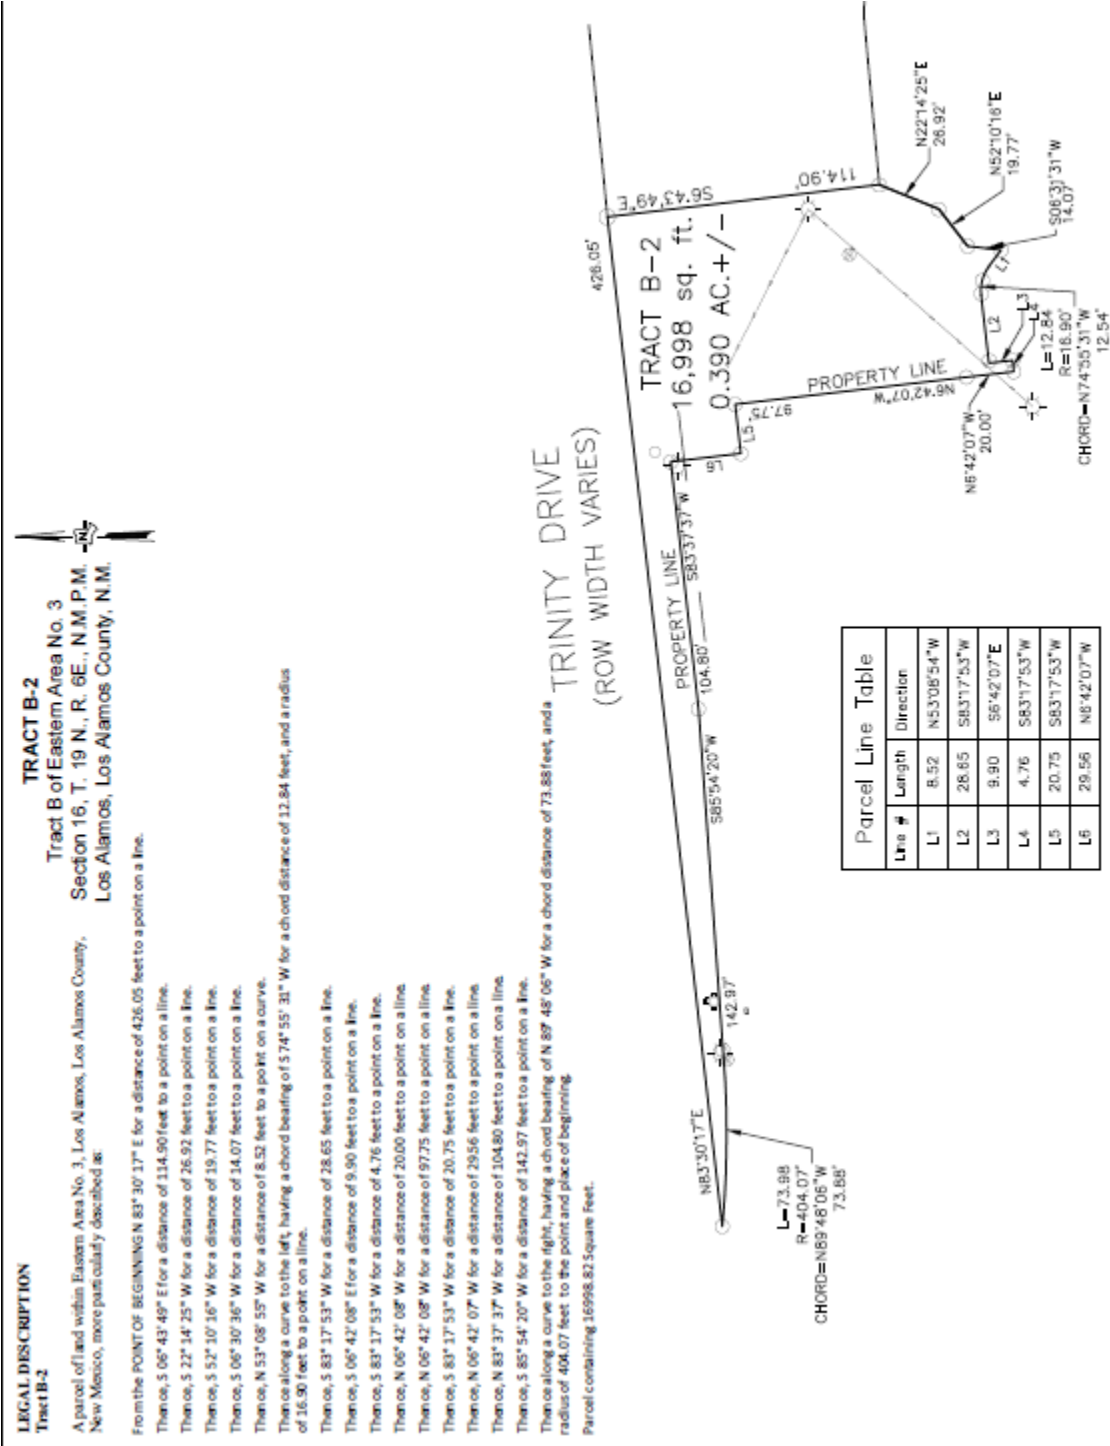 LEGAL DESCRIPTION
Tract B-2
TRACT B-2
Tract B of Eastern Area No. 3
Section 16, T. 19 N., R. 6E., N.M.P.M.
Los Alamos, Los Alamos County, N.M.
N
A parcel of land within Eastern Area No. 3, Los Alamos, Los Alamos County,
New Mexico, more particularly described as:
From the POINT OF BEGINNING N 83° 30' 17" E for a distance of 426.05 feet to a point on a line.
Thence, S 06° 43' 49" E for a distance of 114.90 feet to a point on a line.
Thence, S 22° 14' 25" W for a distance of 26.92 feet to a point on a line.
Thence, S 52° 10' 16" W for a distance of 19.77 feet to a point on a line.
Thence, S 06° 30' 36" W for a distance of 14.07 feet to a point on a line.
Thence, N 53° 08' 55" W for a distance of 8.52 feet to a point on a curve.
Thence along a curve to the left, having a chord bearing of S 74° 55' 31" W for a chord distance of 12.84 feet, and a radius
of 16.90 feet to a point on a line.
Thence, S 83° 17' 53" W for a distance of 28.65 feet to a point on a line.
Thence, S 06° 42' 08" E for a distance of 9.90 feet to a point on a line.
Thence, S 83° 17' 53" W for a distance of 4.76 feet to a point on a line.
Thence, N 06° 42' 08" W for a distance of 20.00 feet to a point on a line.
Thence, N 06° 42' 08" W for a distance of 97.75 feet to a point on a line.
Thence, S 83° 17' 53" W for a distance of 20.75 feet to a point on a line.
Thence, N 06° 42' 07" W for a distance of 29.56 feet to a point on a line.
Thence, N 83° 37' 37" W for a distance of 104.80 feet to a point on a line.
Thence, S 85° 54' 20" W for a distance of 142.97 feet to a point on a line.
Thence along a curve to the right, having a chord bearing of N 89° 48' 06" W for a chord distance of 73.88 feet, and a
radius of 404.07 feet to the point and place of beginning.
Parcel containing 16998.82 Square Feet.
TRINITY DRIVE
(ROW WIDTH VARIES)
426.05'
N83°30'17"E
S6°43'49"E
114.90'
TRACT B-2
16,998 sq. ft.
0.390 AC.+/-
N22°14'25"E
26.92'
N52°10'16"E
19.77'
S06°31'31"W
14.07'
PROPERTY LINE
S83°37'37"W
104.80'
S85°54'20"W
142.97'
L6
L5
97.75'
PROPERTY LINE
N6°42'07"W
N6°42'07"W
20.00'
L2
L1
L3
L4
L=12.84
R=16.90'
CHORD=N74°55'31"W
12.54'
L=73.98
R=404.07'
CHORD=N89°48'06"W
73.88'
Parcel Line Table
Line # Length Direction
L1 8.52 N53°08'54"W
L2 28.65 S83°17'53"W
L3 9.90 S6°42'07"E
L4 4.76 S83°17'53"W
L5 20.75 S83°17'53"W
L6 29.56 N6°42'07"W